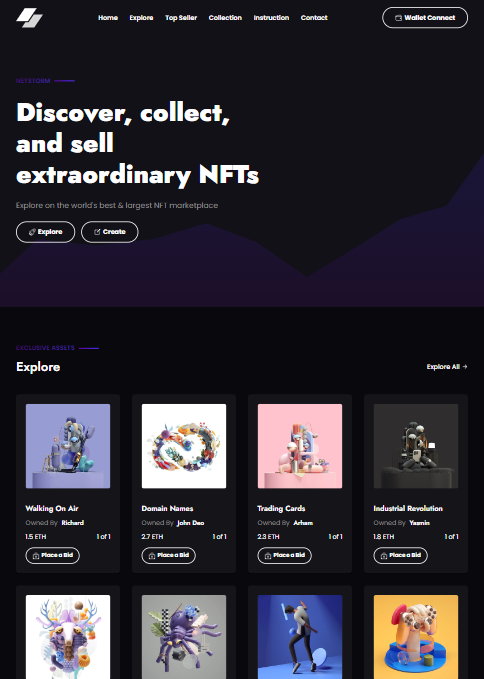 Home Explore Top Seller Collection Instruction Contact Wallet Connect
NETSTORM
Discover, collect,
and sell
extraordinary NFTs
Explore on the world's best & largest NFT marketplace
Explore Create
EXCLUSIVE ASSETS
Explore Explore All →
Walking On Air Domain Names Trading Cards Industrial Revolution
Owned By Richard Owned By John Deo Owned By Arham Owned By Yasmin
1.5 ETH 1 of 1 2.7 ETH 1 of 1 2.3 ETH 1 of 1 1.8 ETH 1 of 1
Place a Bid Place a Bid Place a Bid Place a Bid